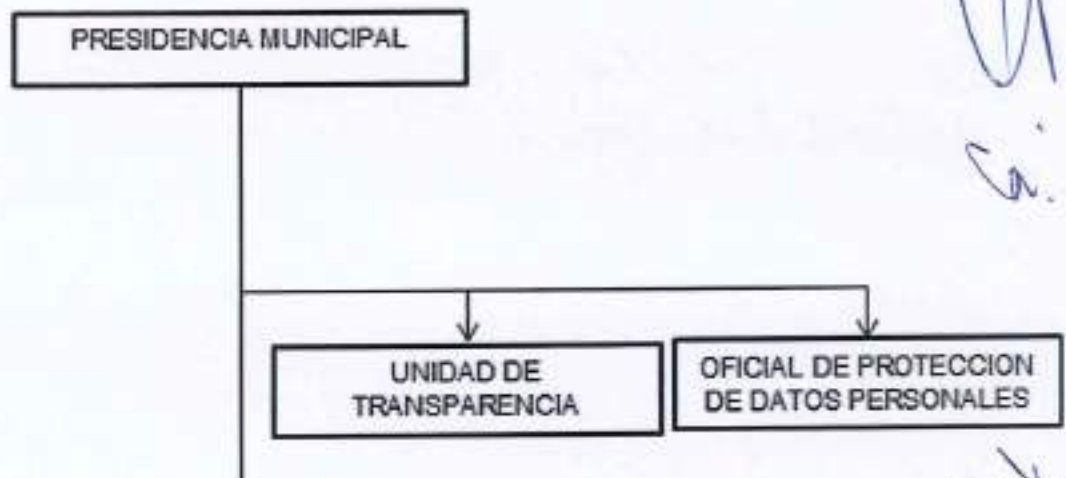 PRESIDENCIA MUNICIPAL
UNIDAD DE
TRANSPARENCIA
OFICIAL DE PROTECCION
DE DATOS PERSONALES